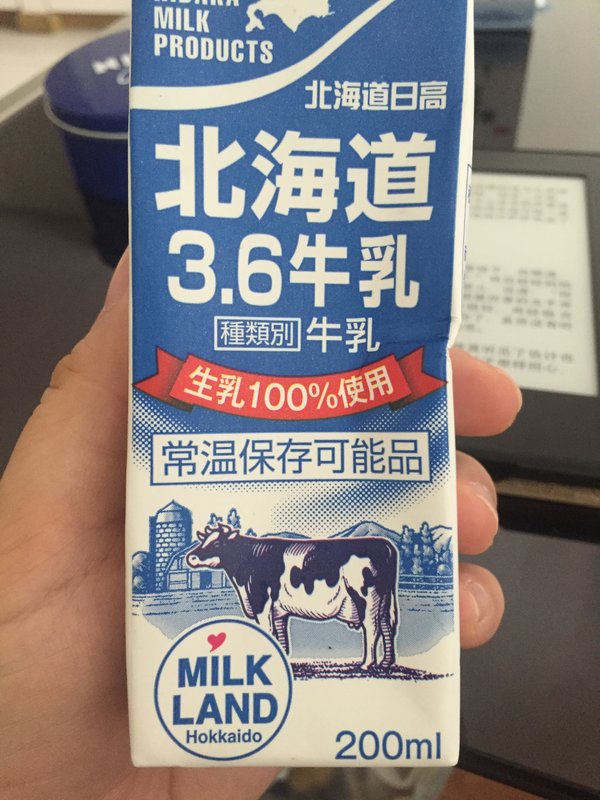 HIDAKA
MILK
PRODUCTS
北海道日高
北海道
3.6牛乳
種類別 牛乳
生乳100%使用
常温保存可能品
MILK
LAND
Hokkaido
200ml